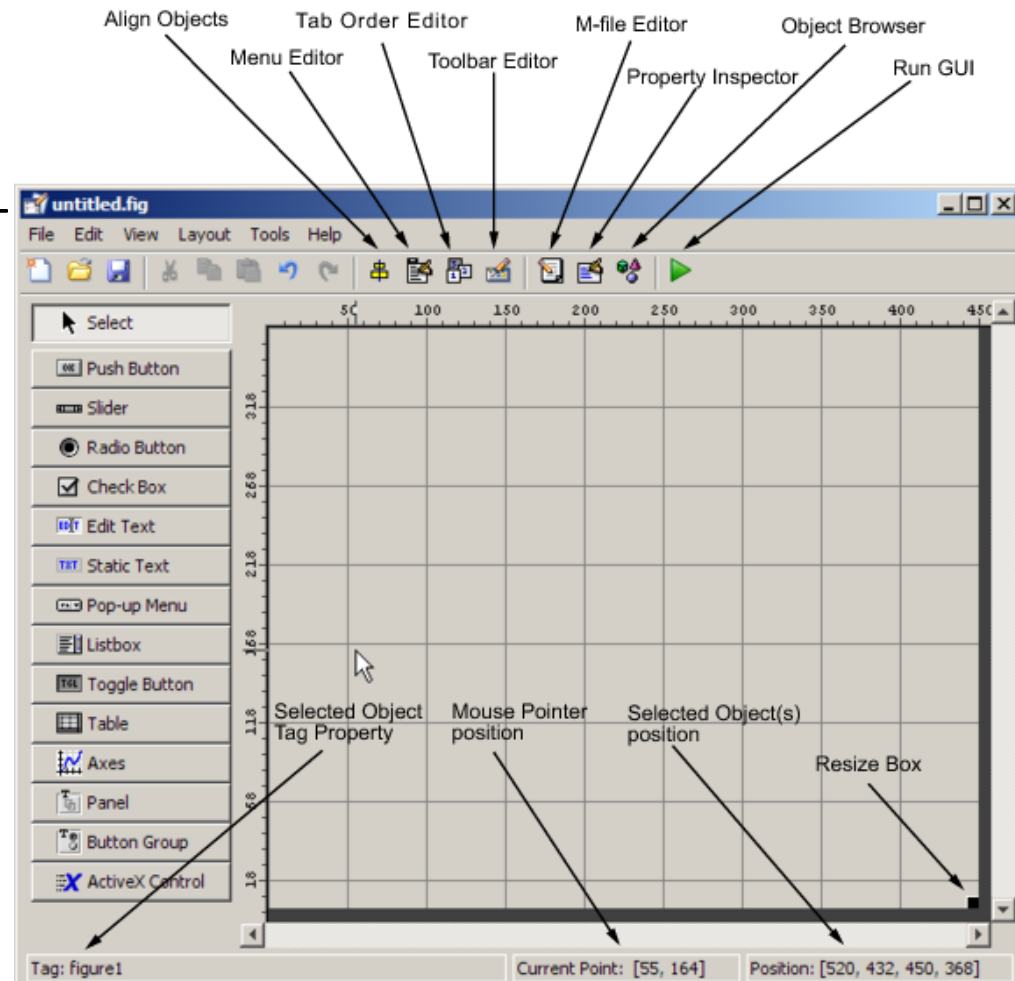 Align Objects
Tab Order Editor
M-file Editor
Object Browser
Menu Editor
Toolbar Editor
Property Inspector
Run GUI
untitled.fig
File Edit View Layout Tools Help
50 100 150 200 250 300 350 400 450
Select
Push Button
Slider
Radio Button
Check Box
Edit Text
Static Text
Pop-up Menu
Listbox
Toggle Button
Table
Axes
Panel
Button Group
ActiveX Control
318
268
218
168
118
68
18
Selected Object
Tag Property
Mouse Pointer
position
Selected Object(s)
position
Resize Box
Tag: figure1
Current Point: [55, 164]
Position: [520, 432, 450, 368]